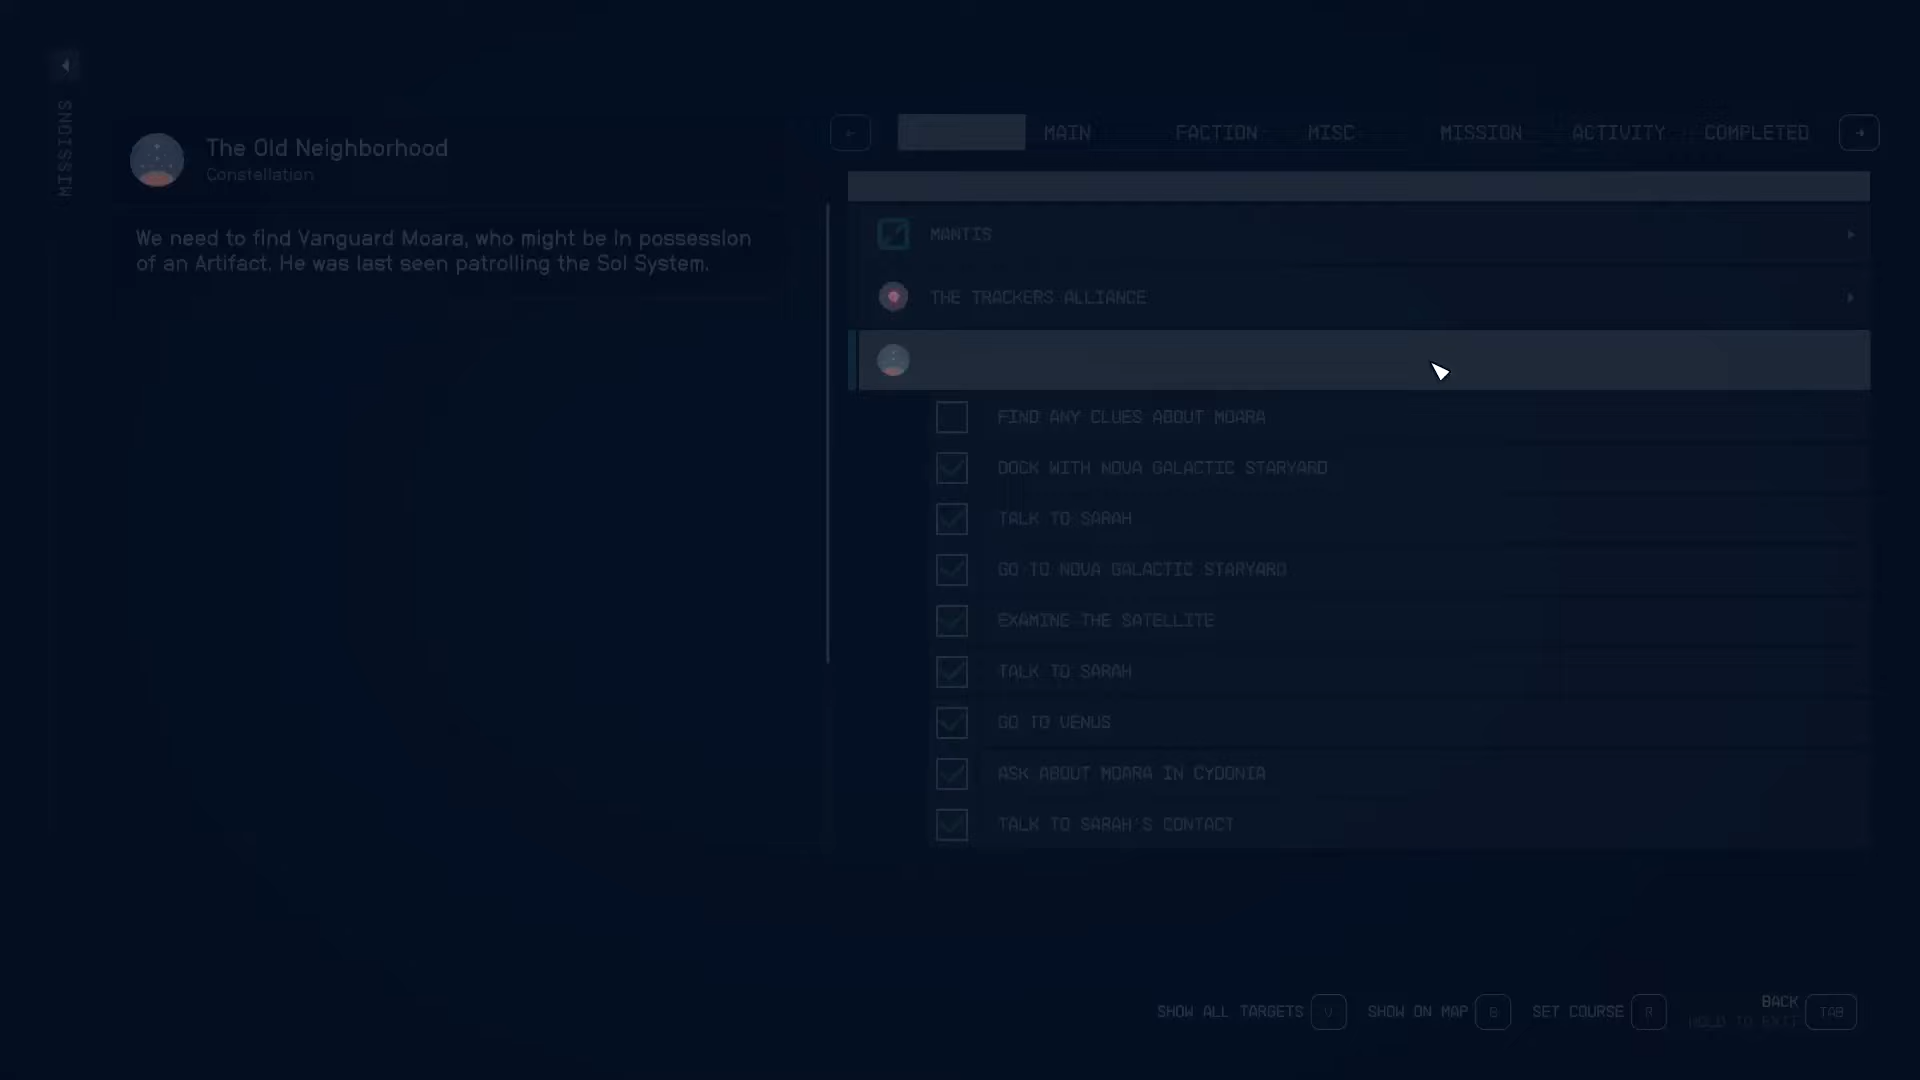 MISSIONS
The Old Neighborhood
Constellation
We need to find Vanguard Moara, who might be in possession
of an Artifact. He was last seen patrolling the Sol System.
MAIN
FACTION
MISC
MISSION
ACTIVITY
COMPLETED
MANTIS
THE TRACKERS ALLIANCE
FIND ANY CLUES ABOUT MOARA
DOCK WITH NOVA GALACTIC STARYARD
TALK TO SARAH
GO TO NOVA GALACTIC STARYARD
EXAMINE THE SATELLITE
TALK TO SARAH
GO TO VENUS
ASK ABOUT MOARA IN CYDONIA
TALK TO SARAH'S CONTACT
SHOW ALL TARGETS V
SHOW ON MAP B
SET COURSE R
BACK TAB
HOLD TO EXIT